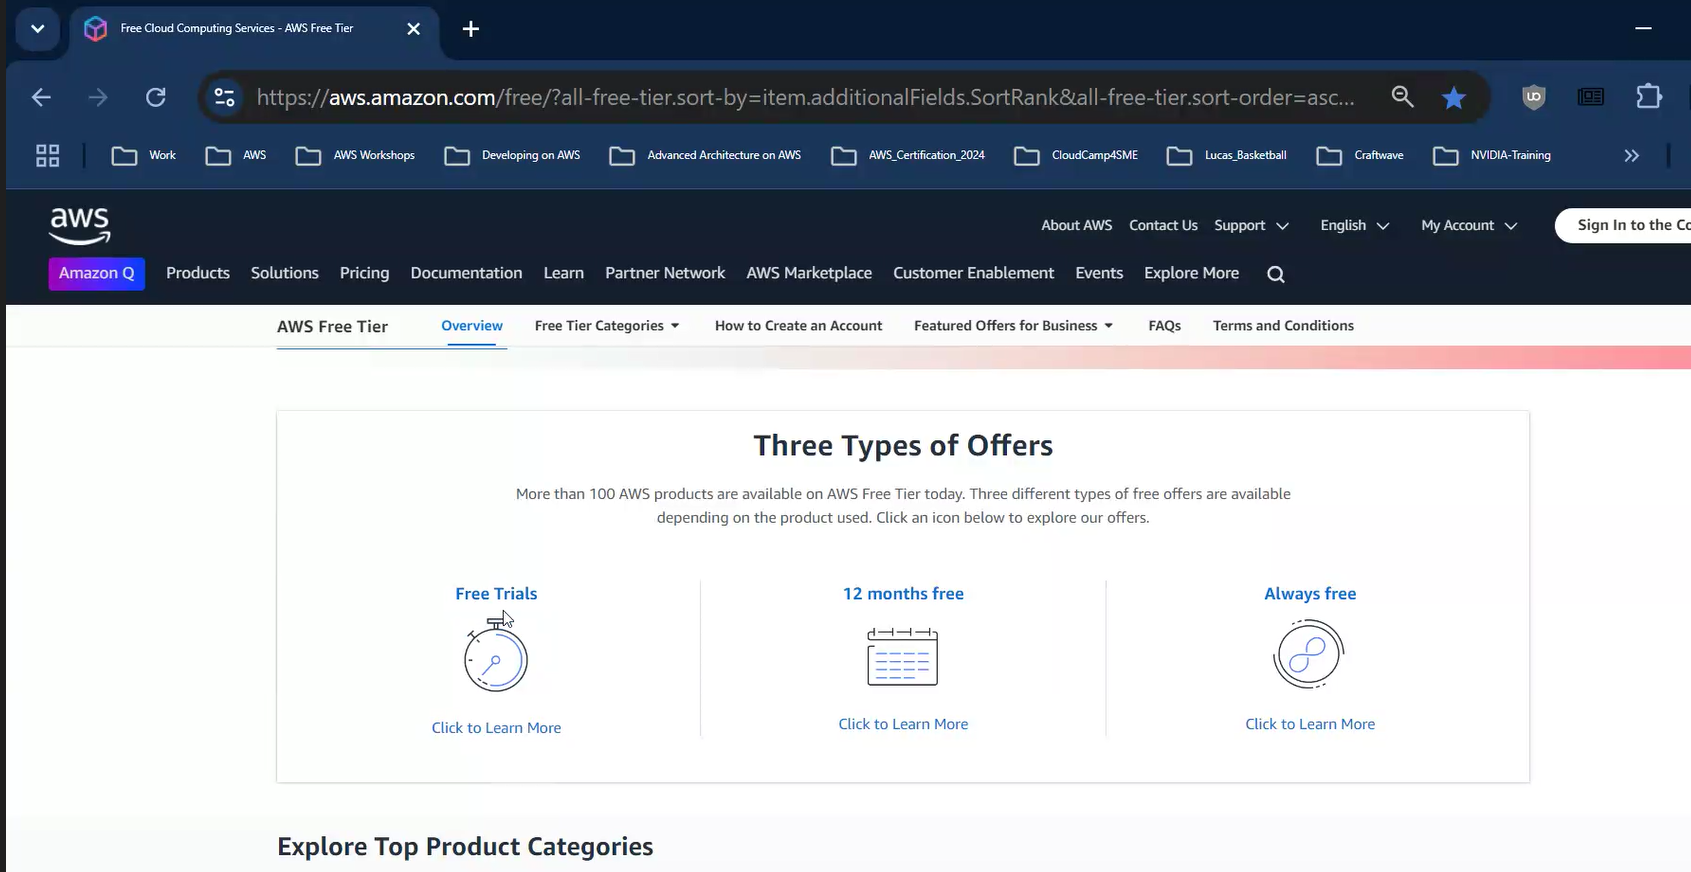 Free Cloud Computing Services - AWS Free Tier
https://aws.amazon.com/free/?all-free-tier.sort-by=item.additionalFields.SortRank&all-free-tier.sort-order=asc...
Work AWS AWS Workshops Developing on AWS Advanced Architecture on AWS AWS_Certification_2024 CloudCamp4SME Lucas_Basketball Craftwave NVIDIA-Training
aws
About AWS Contact Us Support English My Account Sign In to the Co
Amazon Q Products Solutions Pricing Documentation Learn Partner Network AWS Marketplace Customer Enablement Events Explore More
AWS Free Tier Overview Free Tier Categories How to Create an Account Featured Offers for Business FAQs Terms and Conditions
Three Types of Offers
More than 100 AWS products are available on AWS Free Tier today. Three different types of free offers are available
depending on the product used. Click an icon below to explore our offers.
Free Trials 12 months free Always free
Click to Learn More Click to Learn More Click to Learn More
Explore Top Product Categories